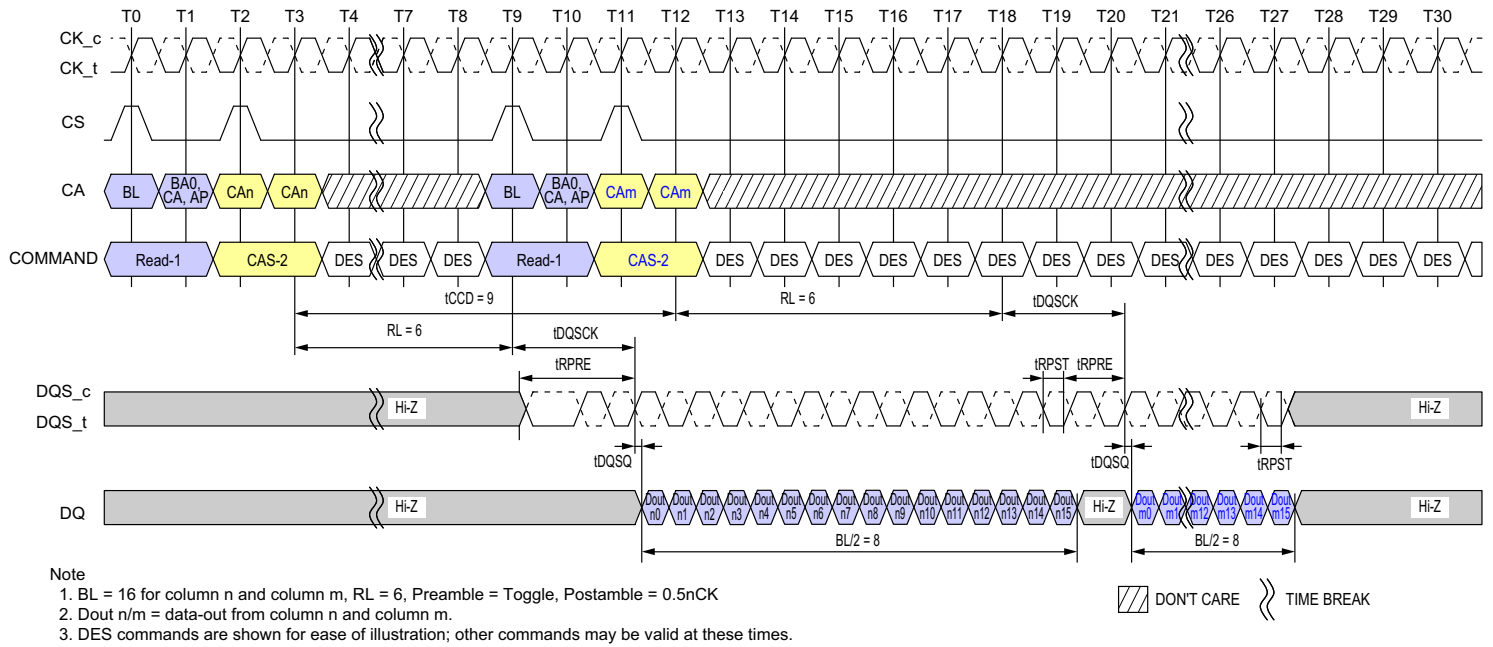 T0 T1 T2 T3 T4 T7 T8 T9 T10 T11 T12 T13 T14 T15 T16 T17 T18 T19 T20 T21 T26 T27 T28 T29 T30
CK_c
CK_t
CS
CA BL BA0, CA, AP CAn CAn BL BA0, CA, AP CAm CAm
COMMAND Read-1 CAS-2 DES DES DES Read-1 CAS-2 DES DES DES DES DES DES DES DES DES DES DES DES DES DES
tCCD = 9 RL = 6 tDQSCK
RL = 6 tDQSCK
tRPRE tRPST tRPRE
DQS_c
DQS_t
Hi-Z Hi-Z
tDQSQ tDQSQ tRPST
DQ Hi-Z Dout n0 Dout n1 Dout n2 Dout n3 Dout n4 Dout n5 Dout n6 Dout n7 Dout n8 Dout n9 Dout n10 Dout n11 Dout n12 Dout n13 Dout n14 Dout n15 Hi-Z Dout m0 Dout m1 Dout m12 Dout m13 Dout m14 Dout m15 Hi-Z
BL/2 = 8 BL/2 = 8
Note
1. BL = 16 for column n and column m, RL = 6, Preamble = Toggle, Postamble = 0.5nCK
2. Dout n/m = data-out from column n and column m.
3. DES commands are shown for ease of illustration; other commands may be valid at these times.
DON'T CARE TIME BREAK